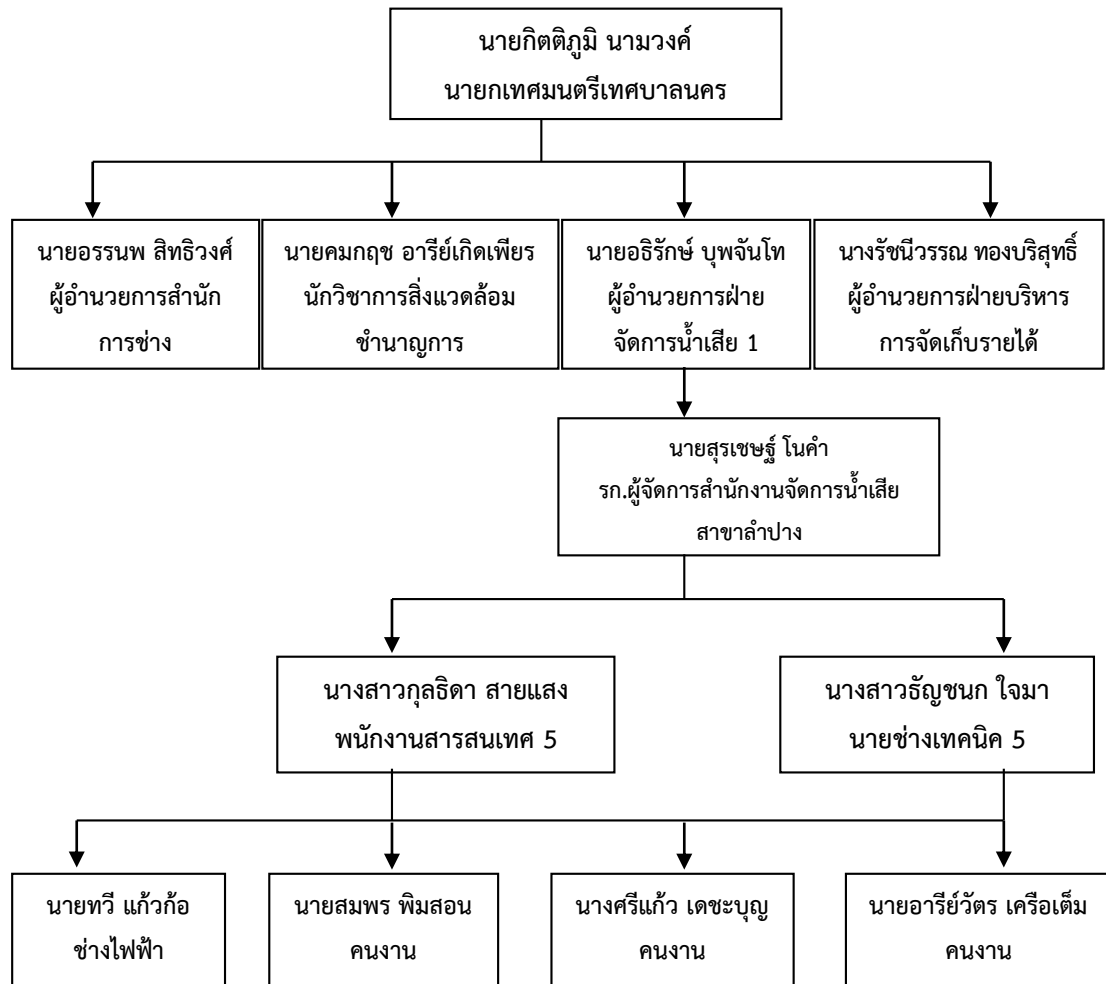 นายกิตติภูมิ นามวงค์
นายกเทศมนตรีเทศบาลนคร
นายอรรนพ สิทธิวงศ์
ผู้อำนวยการสำนัก
การช่าง
นายคมกฤช อารีย์เกิดเพียร
นักวิชาการสิ่งแวดล้อม
ชำนาญการ
นายอธิรักษ์ บุพจันโท
ผู้อำนวยการฝ่าย
จัดการน้ำเสีย 1
นางรัชนีวรรณ ทองบริสุทธิ์
ผู้อำนวยการฝ่ายบริหาร
การจัดเก็บรายได้
นายสุรเชษฐ์ โนคำ
รก.ผู้จัดการสำนักงานจัดการน้ำเสีย
สาขาลำปาง
นางสาวกุลธิดา สายแสง
พนักงานสารสนเทศ 5
นางสาวธัญชนก ใจมา
นายช่างเทคนิค 5
นายทวี แก้วก้อ
ช่างไฟฟ้า
นายสมพร พิมสอน
คนงาน
นางศรีแก้ว เดชะบุญ
คนงาน
นายอารีย์วัตร เครือเต็ม
คนงาน